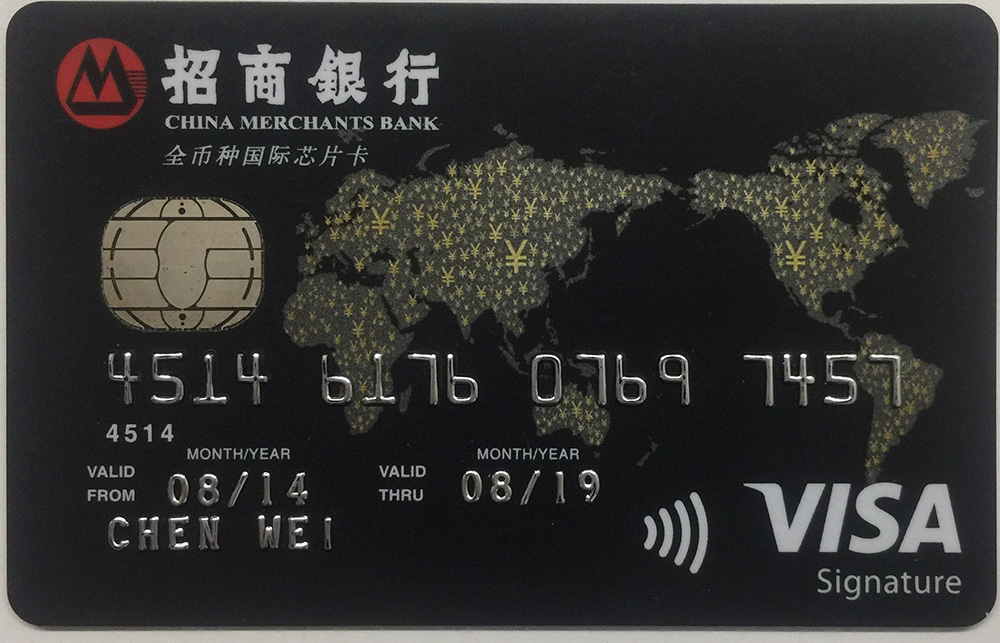 招商銀行
CHINA MERCHANTS BANK
全币种国际芯片卡
4514 6176 0769 7457
4514
MONTH/YEAR MONTH/YEAR
VALID FROM 08/14 VALID THRU 08/19
CHEN WEI
VISA
Signature